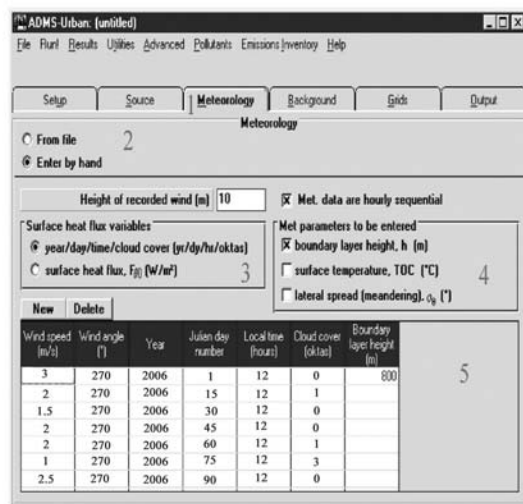 ADMS-Urban: (untitled)
File Run! Results Utilities Advanced Pollutants Emissions Inventory Help
Setup Source 1 Meteorology Background Grids Output
Meteorology
From file
2
Enter by hand
Height of recorded wind (m) 10 Met. data are hourly sequential
Surface heat flux variables Met parameters to be entered
year/day/time/cloud cover (yr/dy/hr/oktas) boundary layer height, h (m)
surface heat flux, (W/m²) 3 surface temperature, TOC (°C) 4
lateral spread (meandering), σθ (°)
New Delete
Wind speed (m/s) Wind angle (°) Year Julian day number Local time (hours) Cloud cover (oktas) Boundary layer height (m)
3 270 2006 1 12 0 800
5
2 270 2006 15 12 1
1.5 270 2006 30 12 0
2 270 2006 45 12 0
2 270 2006 60 12 1
1 270 2006 75 12 3
2.5 270 2006 90 12 0